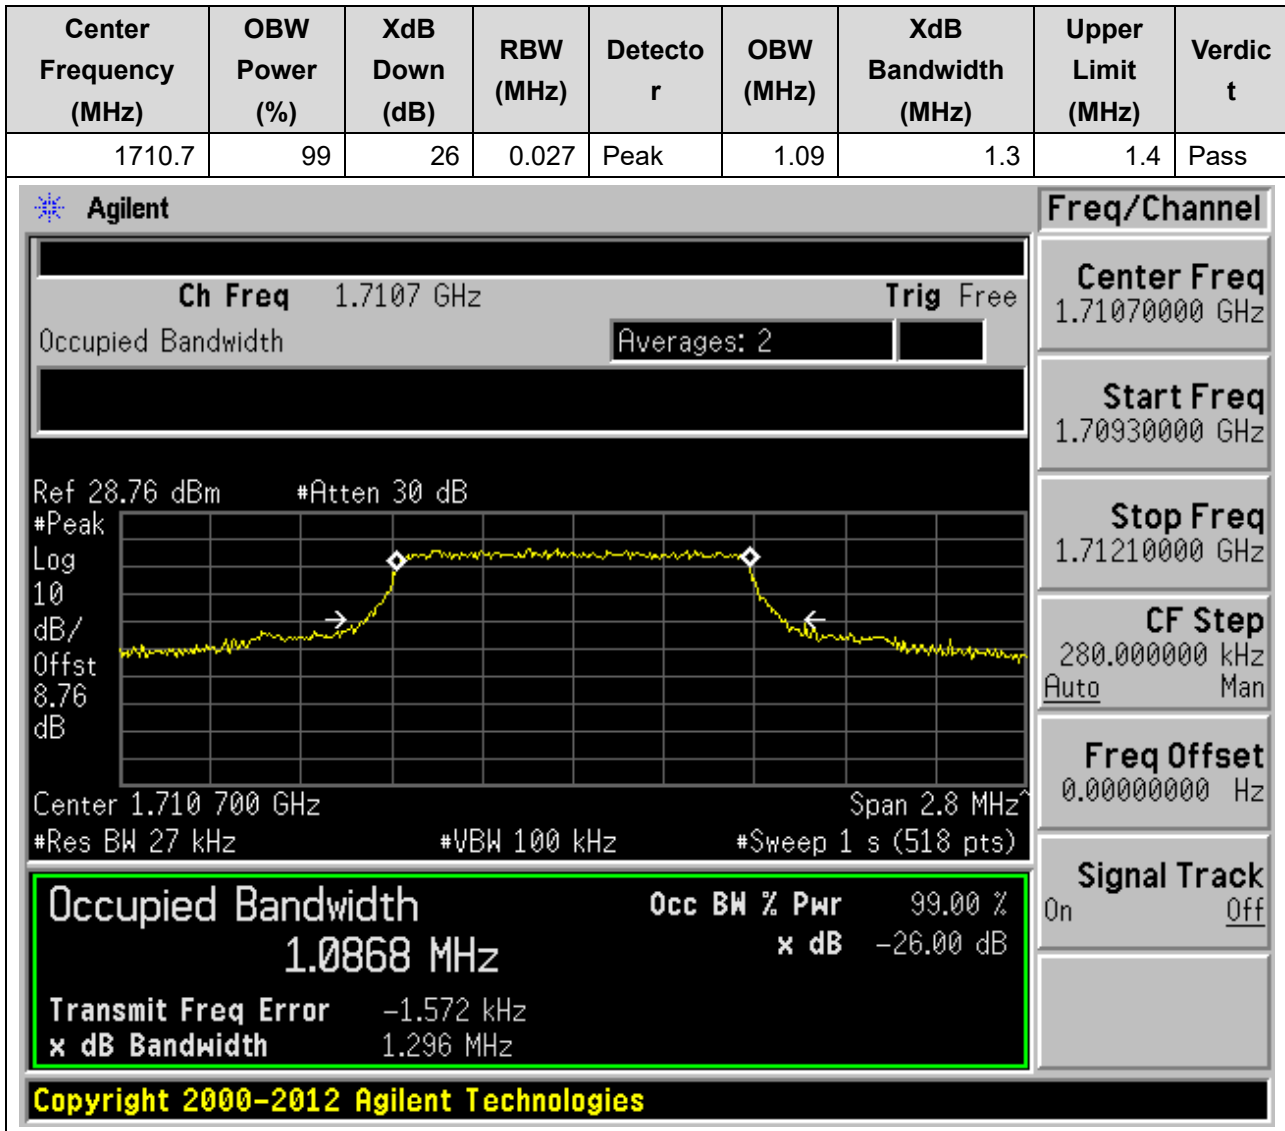 Center Frequency (MHz) OBW Power (%) XdB Down (dB) RBW (MHz) Detecto r OBW (MHz) XdB Bandwidth (MHz) Upper Limit (MHz) Verdic t
1710.7 99 26 0.027 Peak 1.09 1.3 1.4 Pass
Agilent
Freq/Channel
Ch Freq 1.7107 GHz Trig Free
Occupied Bandwidth Averages: 2
Center Freq
1.71070000 GHz
Start Freq
1.70930000 GHz
Stop Freq
1.71210000 GHz
CF Step
280.000000 kHz
Auto Man
Freq Offset
0.00000000 Hz
Signal Track
On Off
Ref 28.76 dBm #Atten 30 dB
#Peak
Log
10
dB/
Offst
8.76
dB
Center 1.710 700 GHz Span 2.8 MHz^
#Res BW 27 kHz #VBW 100 kHz #Sweep 1 s (518 pts)
Occupied Bandwidth Occ BW % Pwr 99.00 %
1.0868 MHz x dB -26.00 dB
Transmit Freq Error -1.572 kHz
x dB Bandwidth 1.296 MHz
Copyright 2000-2012 Agilent Technologies